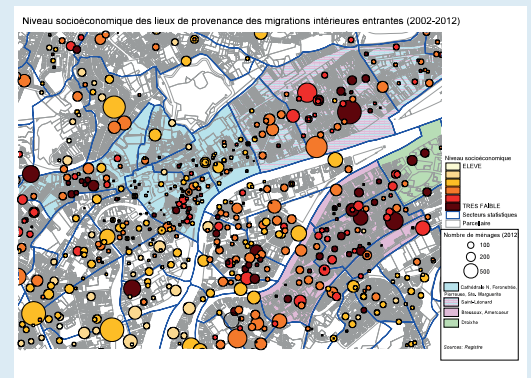 Niveau socioéconomique des lieux de provenance des migrations intérieures entrantes (2002-2012)
Niveau socioéconomique
ELEVE
TRES FAIBLE
Secteurs statistiques
Parcellaire
Nombre de ménages (2012)
100
200
500
Cathédrale N, Féronstrée,
Pierreuse, Ste. Marguerite
Saint-Léonard
Bressoux, Amercoeur
Droixhe
Sources: Registre